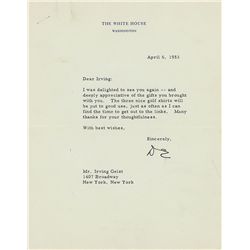 THE WHITE HOUSE
WASHINGTON
April 6, 1953
Dear Irving:
I was delighted to see you again -- and
deeply appreciative of the gifts you brought
with you. The three nice golf shirts will
be put to good use, just as often as I can
find the time to get out to the links. Many
thanks for your thoughtfulness.
With best wishes,
Sincerely,
DE
Mr. Irving Geist
1407 Broadway
New York, New York